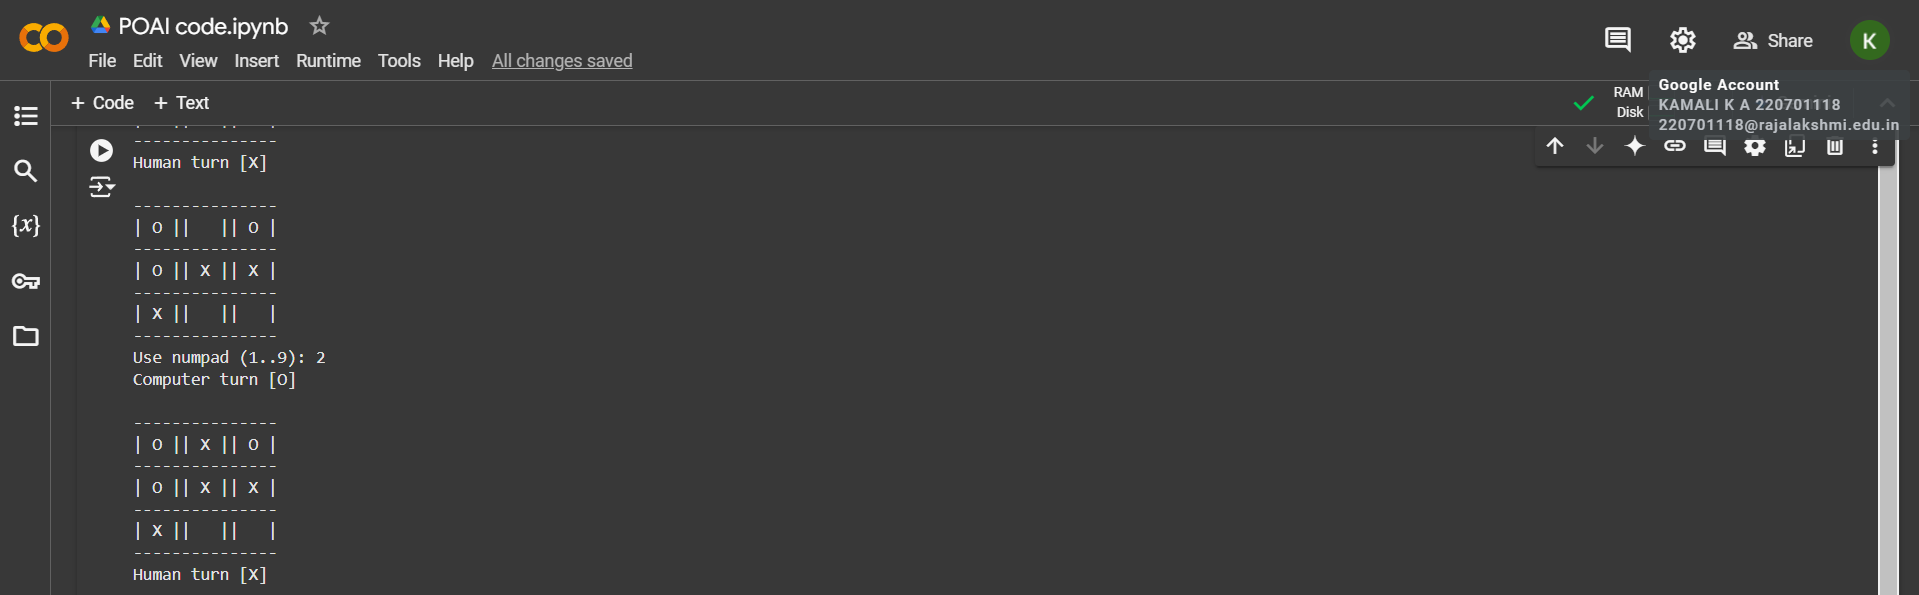 POAI code.ipynb
File Edit View Insert Runtime Tools Help All changes saved
Share
K
+ Code + Text
RAM
Disk
Google Account
KAMALI K A 220701118
220701118@rajalakshmi.edu.in
{x}
---------------
Human turn [X]
---------------
| O ||   || O |
---------------
| O || X || X |
---------------
| X ||   ||   |
---------------
Use numpad (1..9): 2
Computer turn [O]
---------------
| O || X || O |
---------------
| O || X || X |
---------------
| X ||   ||   |
---------------
Human turn [X]